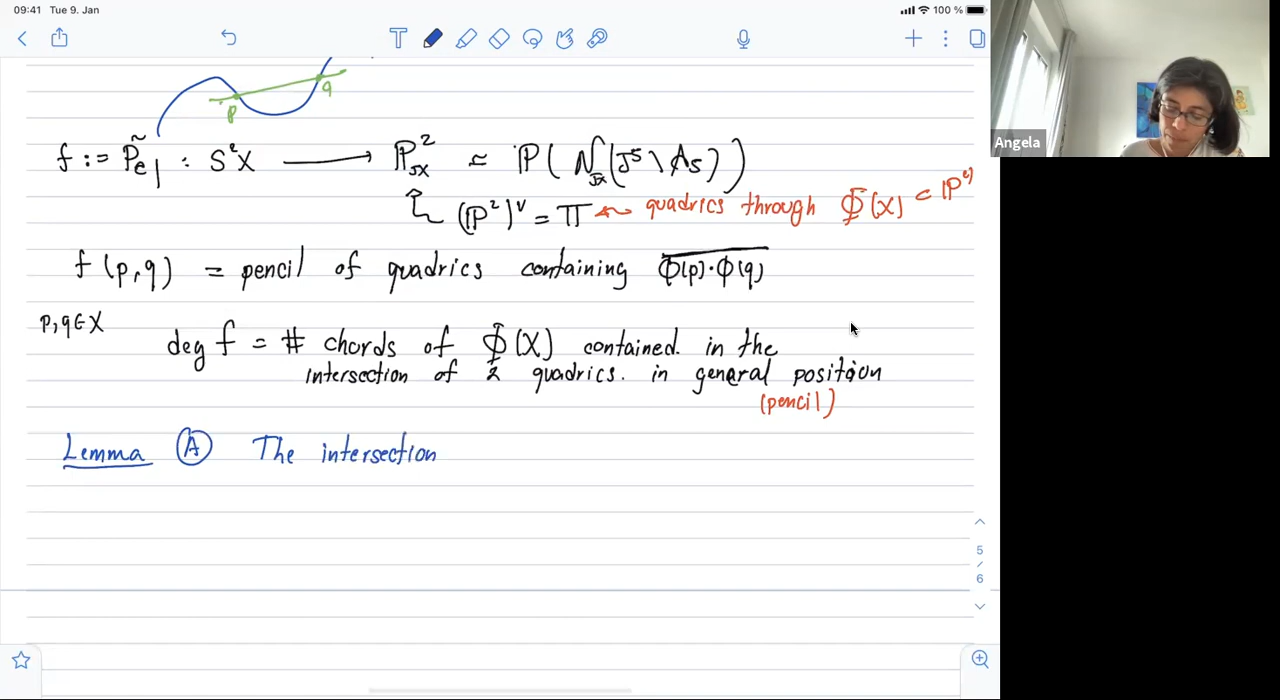 09:41 Tue 9. Jan
100 %
T
Angela
p
q
f := P̃e| : S²X ⟶ P²_JX ≃ P( N_JX (J⁵ \ A₅) )
(P²)^∨ = Π ← quadrics through Φ(X) ⊂ P⁴
f(p,q) = pencil of quadrics containing Φ(p)·Φ(q)
p,q∈X
deg f = # chords of Φ(X) contained in the
intersection of 2 quadrics. in general position
(pencil)
Lemma Ⓐ The intersection
5
/
6